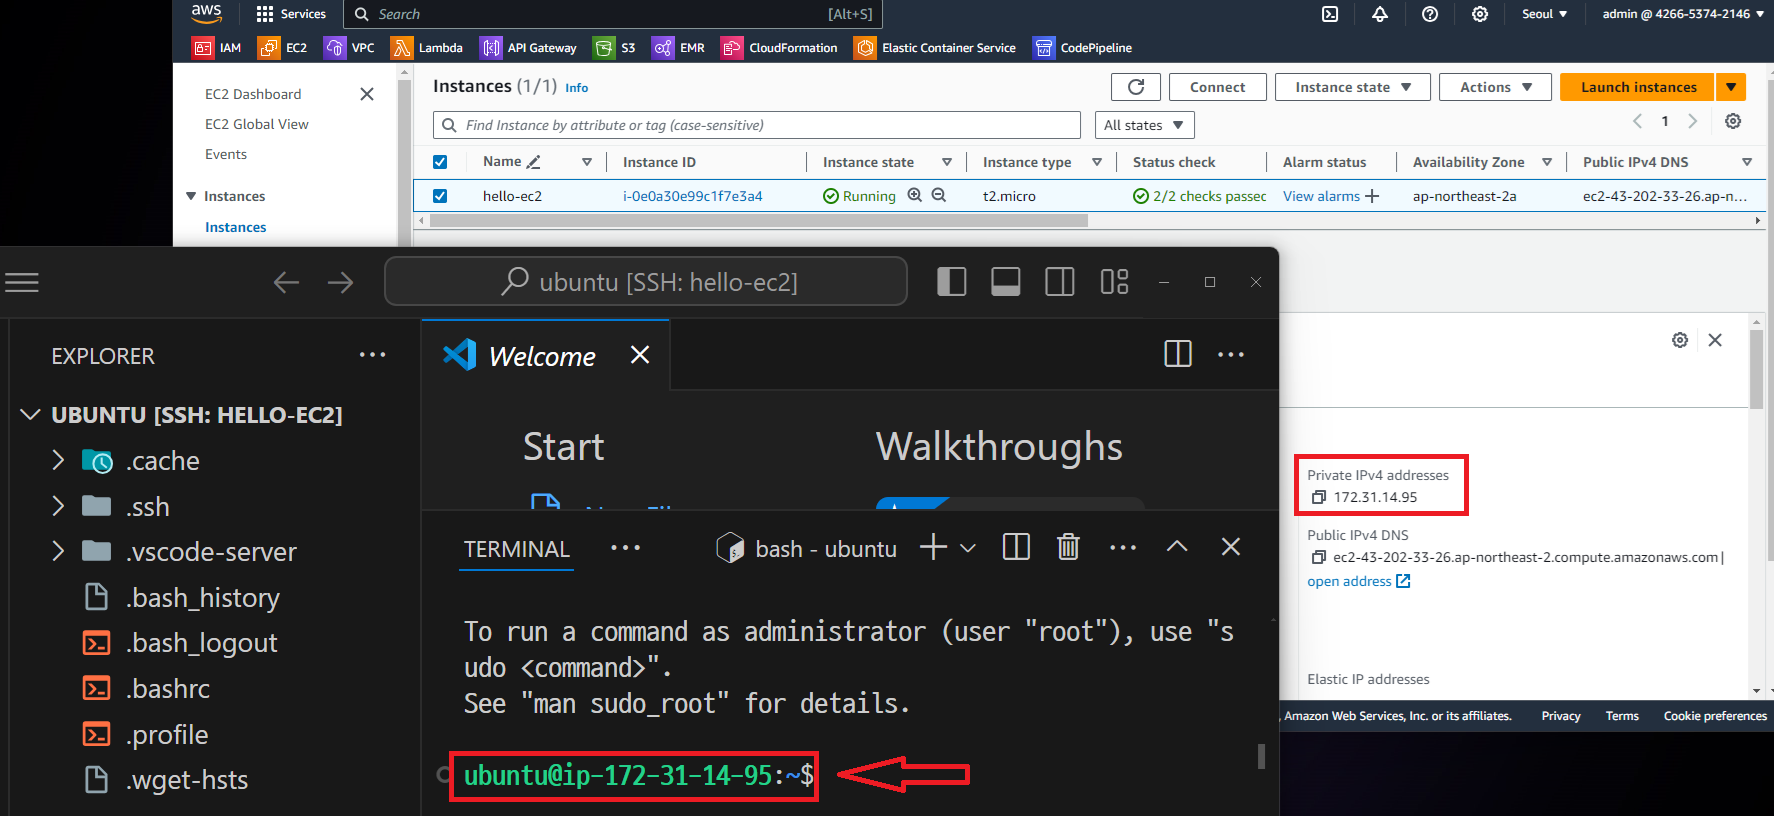 aws
Services
Search
[Alt+S]
Seoul
admin @ 4266-5374-2146
IAM
EC2
VPC
Lambda
API Gateway
S3
EMR
CloudFormation
Elastic Container Service
CodePipeline
EC2 Dashboard
EC2 Global View
Events
Instances
Instances
Instances (1/1) Info
Connect
Instance state
Actions
Launch instances
Find Instance by attribute or tag (case-sensitive)
All states
1
Name
Instance ID
Instance state
Instance type
Status check
Alarm status
Availability Zone
Public IPv4 DNS
hello-ec2
i-0e0a30e99c1f7e3a4
Running
t2.micro
2/2 checks passec
View alarms
ap-northeast-2a
ec2-43-202-33-26.ap-n...
ubuntu [SSH: hello-ec2]
EXPLORER
UBUNTU [SSH: HELLO-EC2]
.cache
.ssh
.vscode-server
.bash_history
.bash_logout
.bashrc
.profile
.wget-hsts
Welcome
Start
Walkthroughs
TERMINAL
bash - ubuntu
To run a command as administrator (user "root"), use "s
udo <command>".
See "man sudo_root" for details.
ubuntu@ip-172-31-14-95:~$
Private IPv4 addresses
172.31.14.95
Public IPv4 DNS
ec2-43-202-33-26.ap-northeast-2.compute.amazonaws.com |
open address
Elastic IP addresses
, Amazon Web Services, Inc. or its affiliates.
Privacy
Terms
Cookie preferences